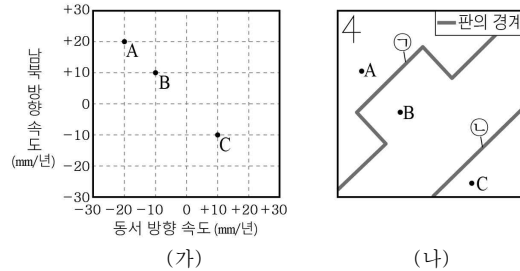 +30
+20
+10
0
-10
-20
-30
남북 방향 속도
(mm/년)
A
B
C
-30 -20 -10 0 +10 +20 +30
동서 방향 속도(mm/년)
(가)
4
판의 경계
㉠
A
B
㉡
C
(나)